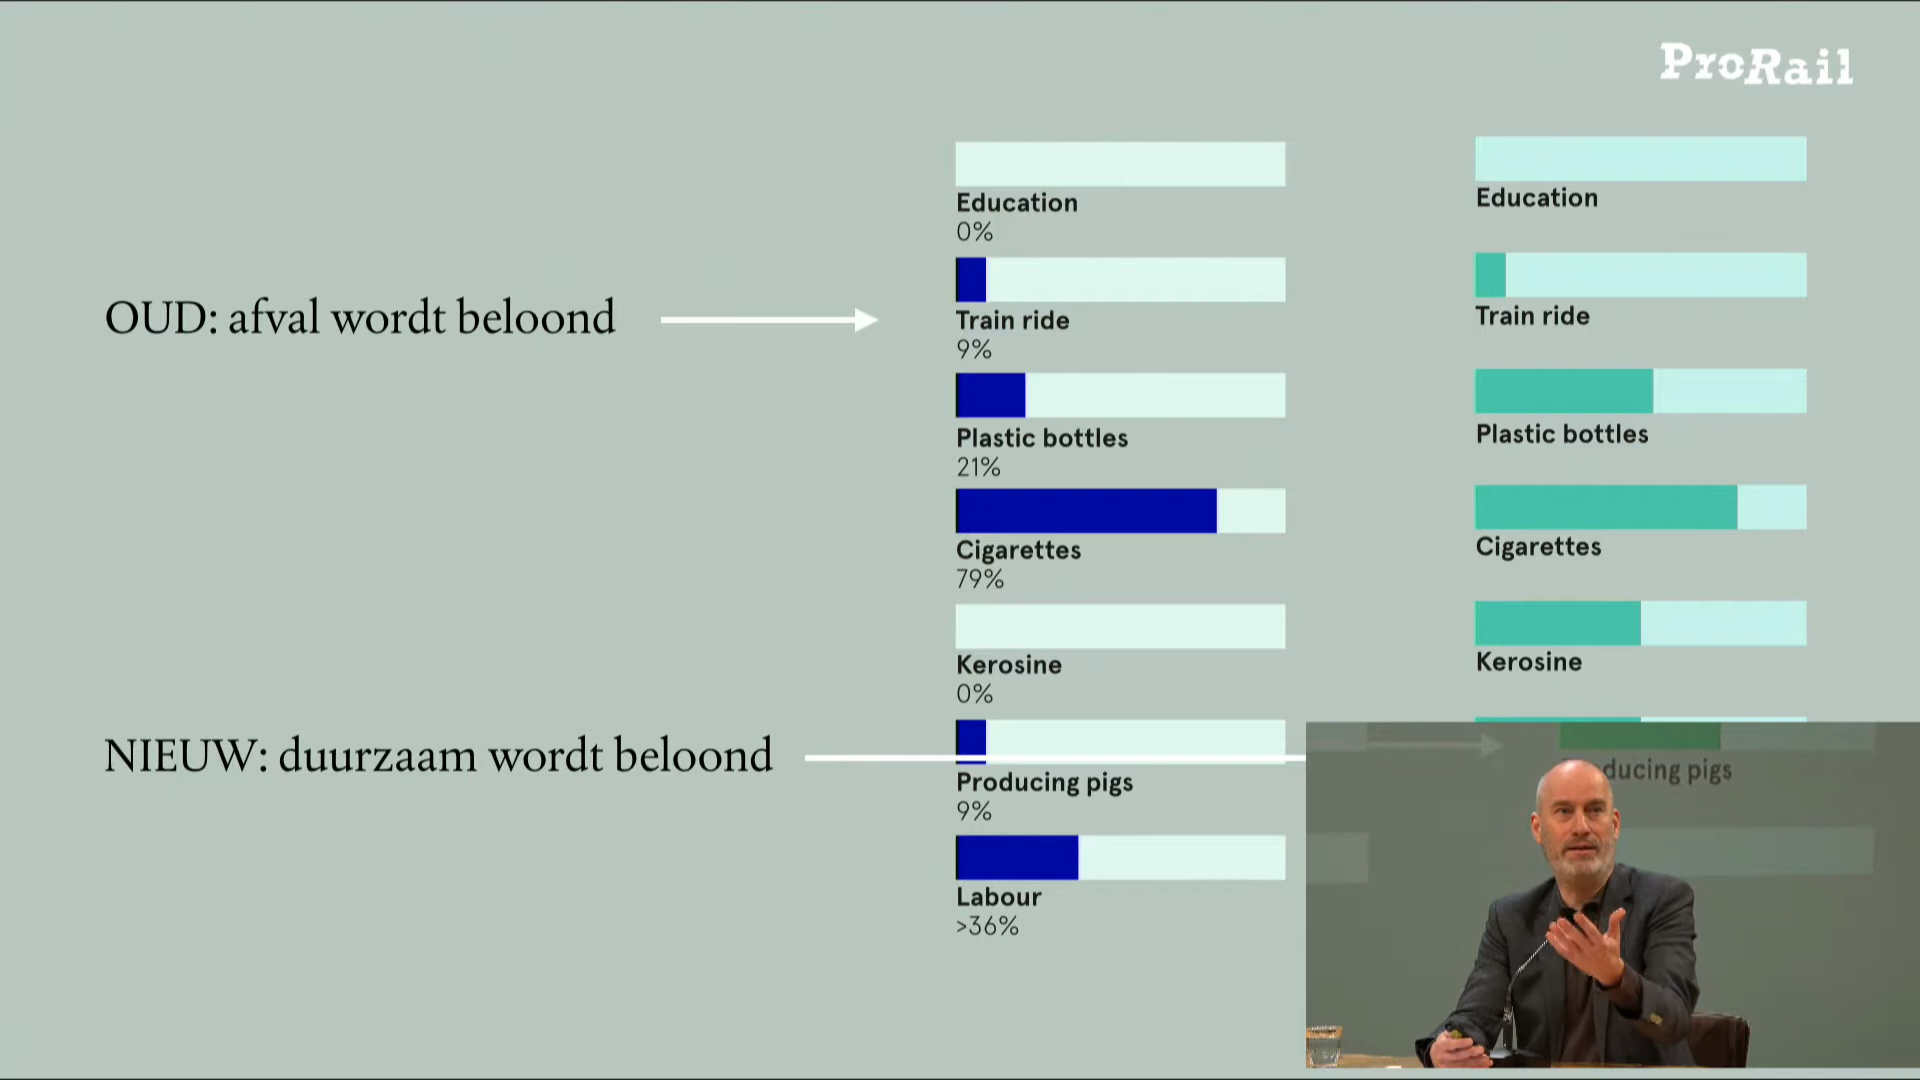 ProRail
OUD: afval wordt beloond
NIEUW: duurzaam wordt beloond
Education
0%
Train ride
9%
Plastic bottles
21%
Cigarettes
79%
Kerosine
0%
Producing pigs
9%
Labour
>36%
Education
Train ride
Plastic bottles
Cigarettes
Kerosine
pigs